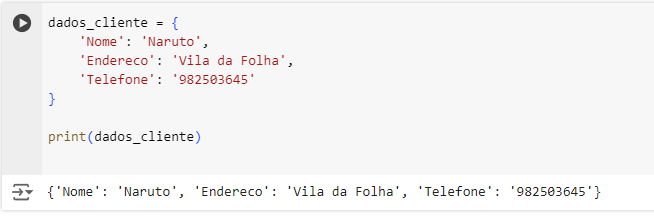 dados_cliente = {
    'Nome': 'Naruto',
    'Endereco': 'Vila da Folha',
    'Telefone': '982503645'
}
print(dados_cliente)
{'Nome': 'Naruto', 'Endereco': 'Vila da Folha', 'Telefone': '982503645'}